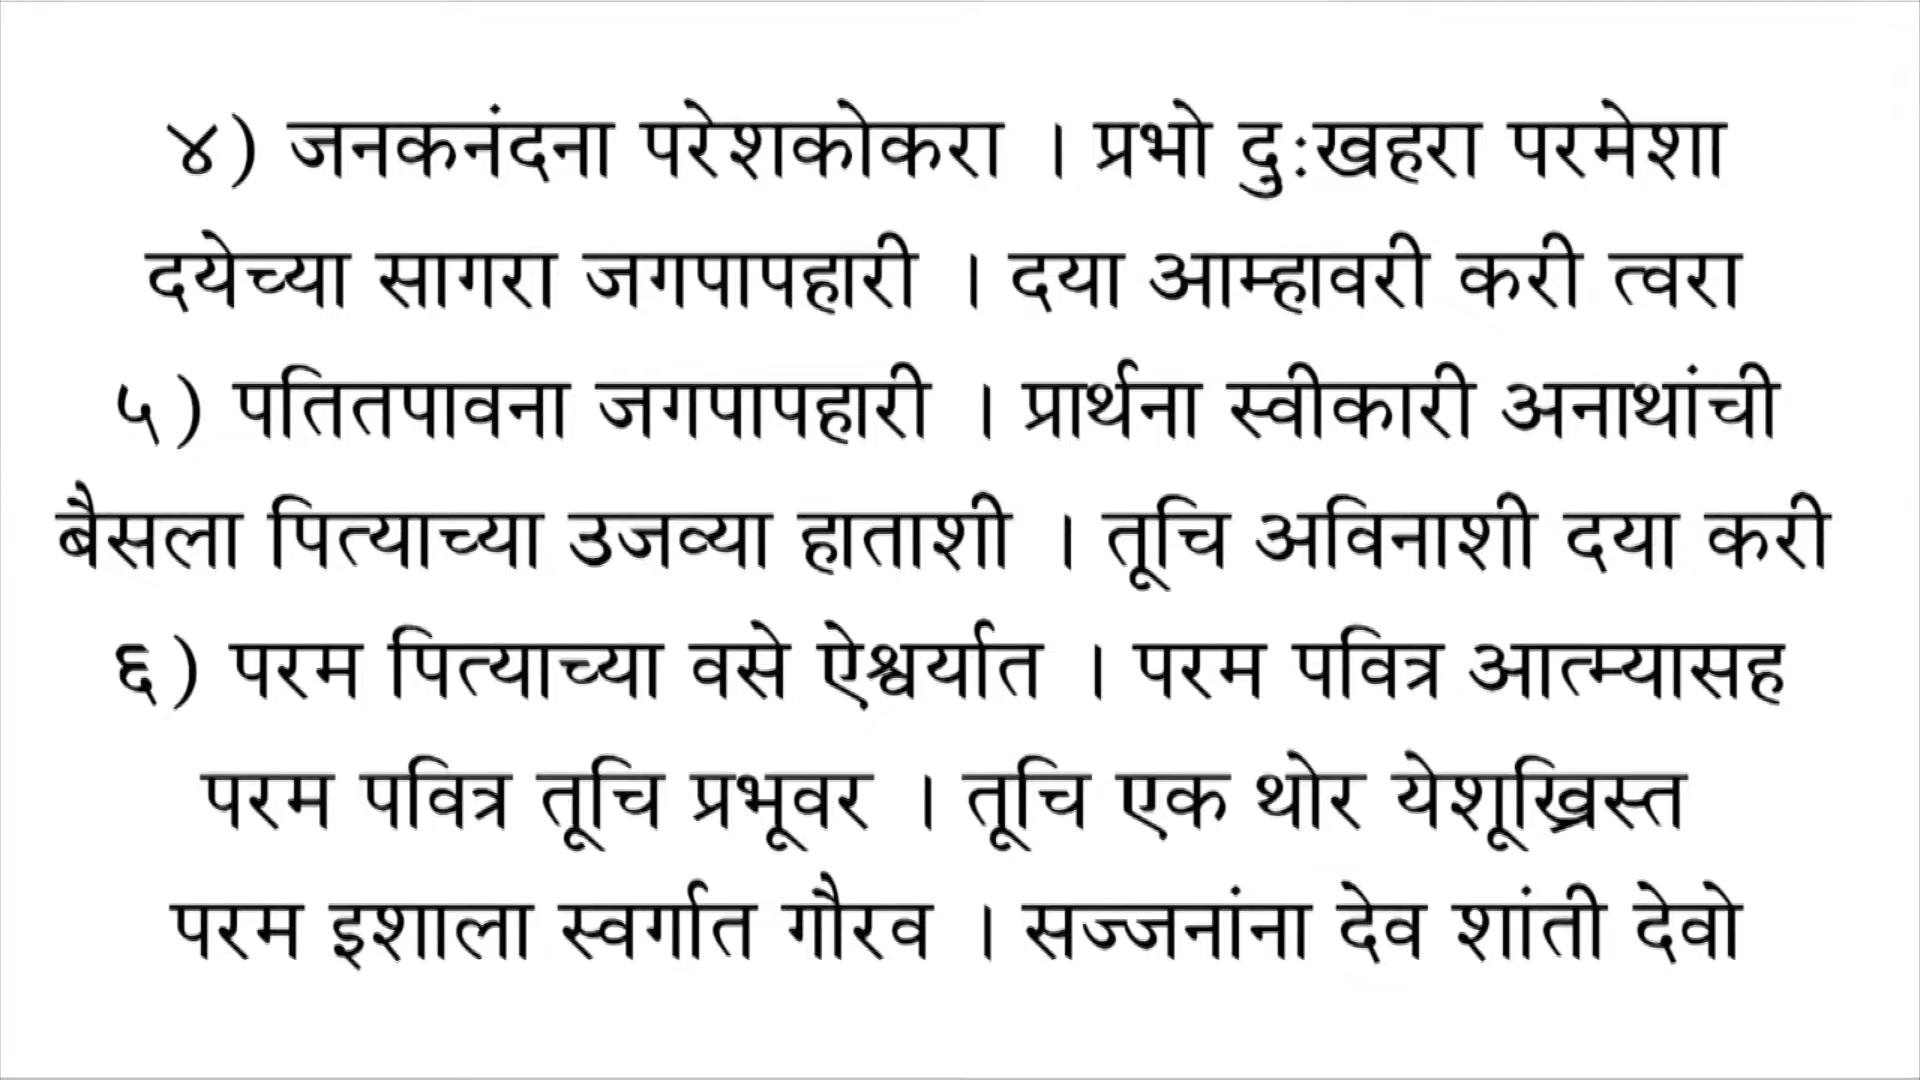 ४) जनकनंदना परेशकोकरा । प्रभो दुःखहरा परमेशा
दयेच्या सागरा जगपापहारी । दया आम्हावरी करी त्वरा
५) पतितपावना जगपापहारी । प्रार्थना स्वीकारी अनाथांची
बैसला पित्याच्या उजव्या हाताशी । तूचि अविनाशी दया करी
६) परम पित्याच्या वसे ऐश्वर्यात । परम पवित्र आत्म्यासह
परम पवित्र तूचि प्रभूवर । तूचि एक थोर येशूख्रिस्त
परम इशाला स्वर्गात गौरव । सज्जनांना देव शांती देवो